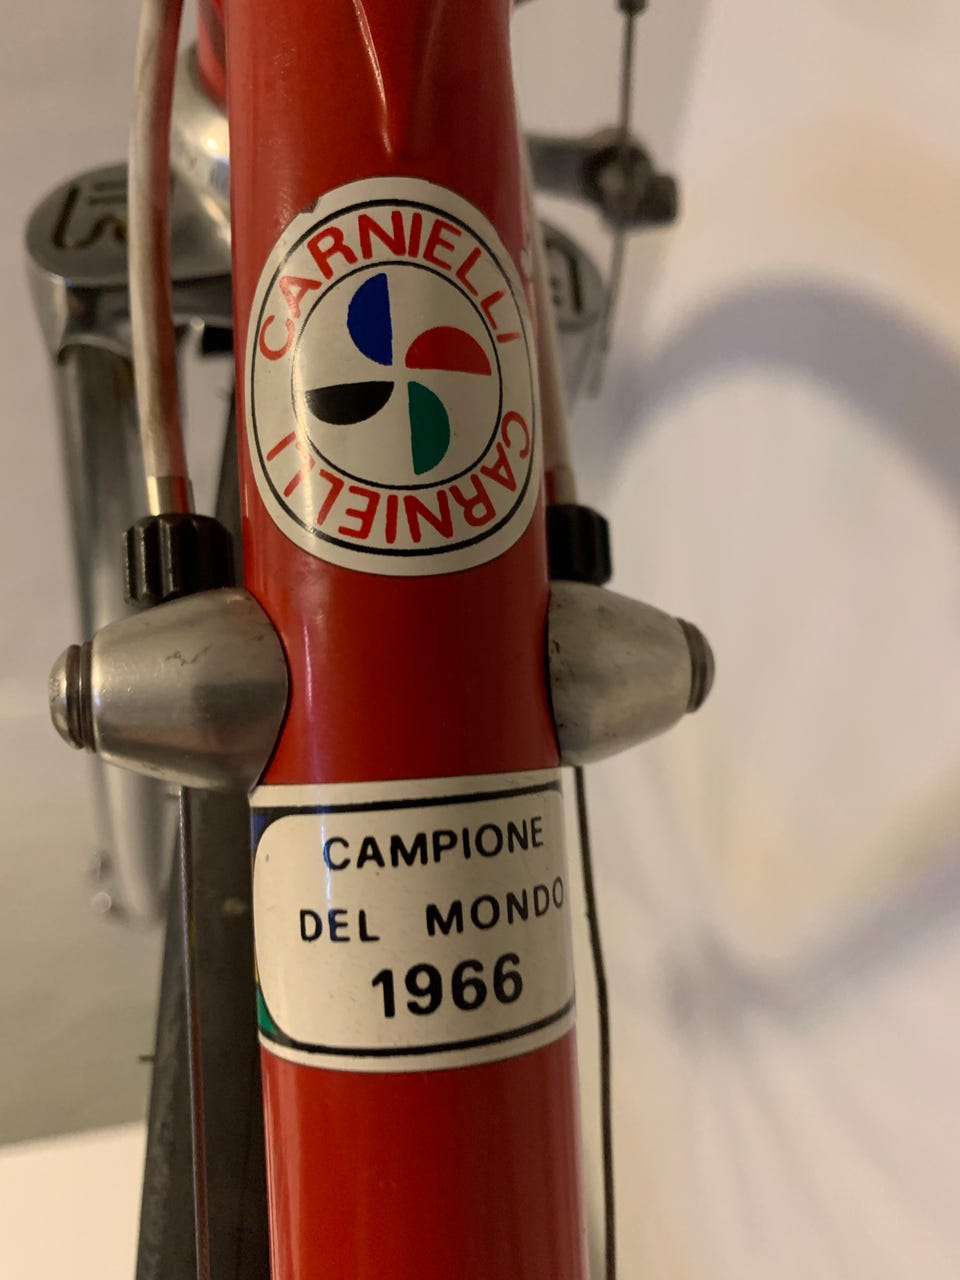 CARNIELLI
CARNIELLI
CAMPIONE
DEL MONDO
1966